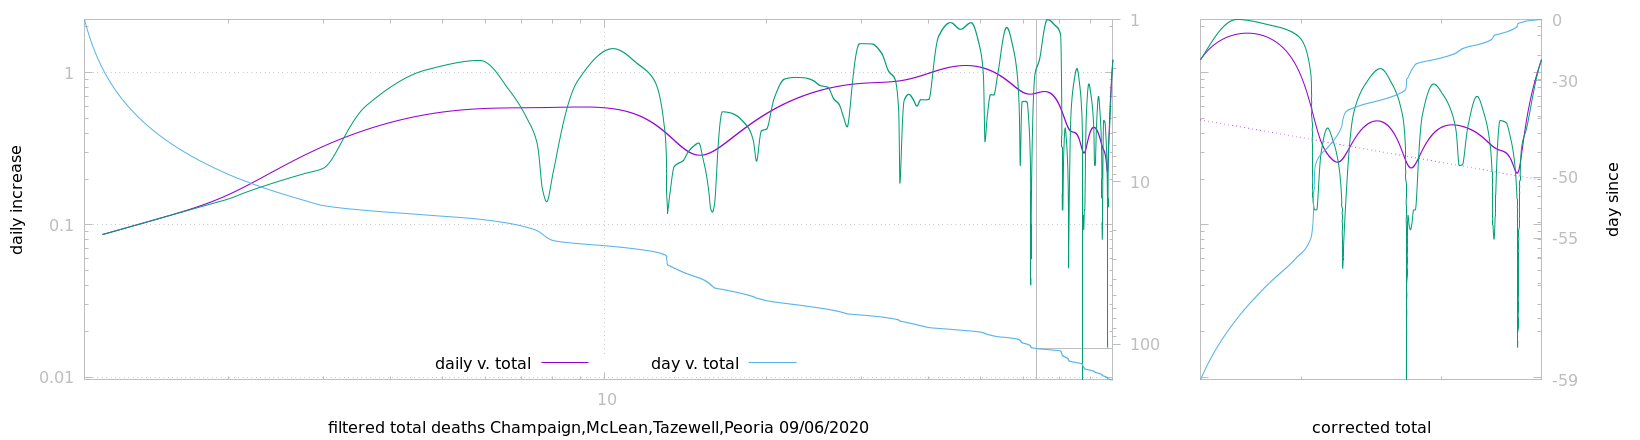 daily increase
1
0.1
0.01
daily v. total
day v. total
10
filtered total deaths Champaign,McLean,Tazewell,Peoria 09/06/2020
1
10
100
0
-30
-50
-55
-59
day since
corrected total